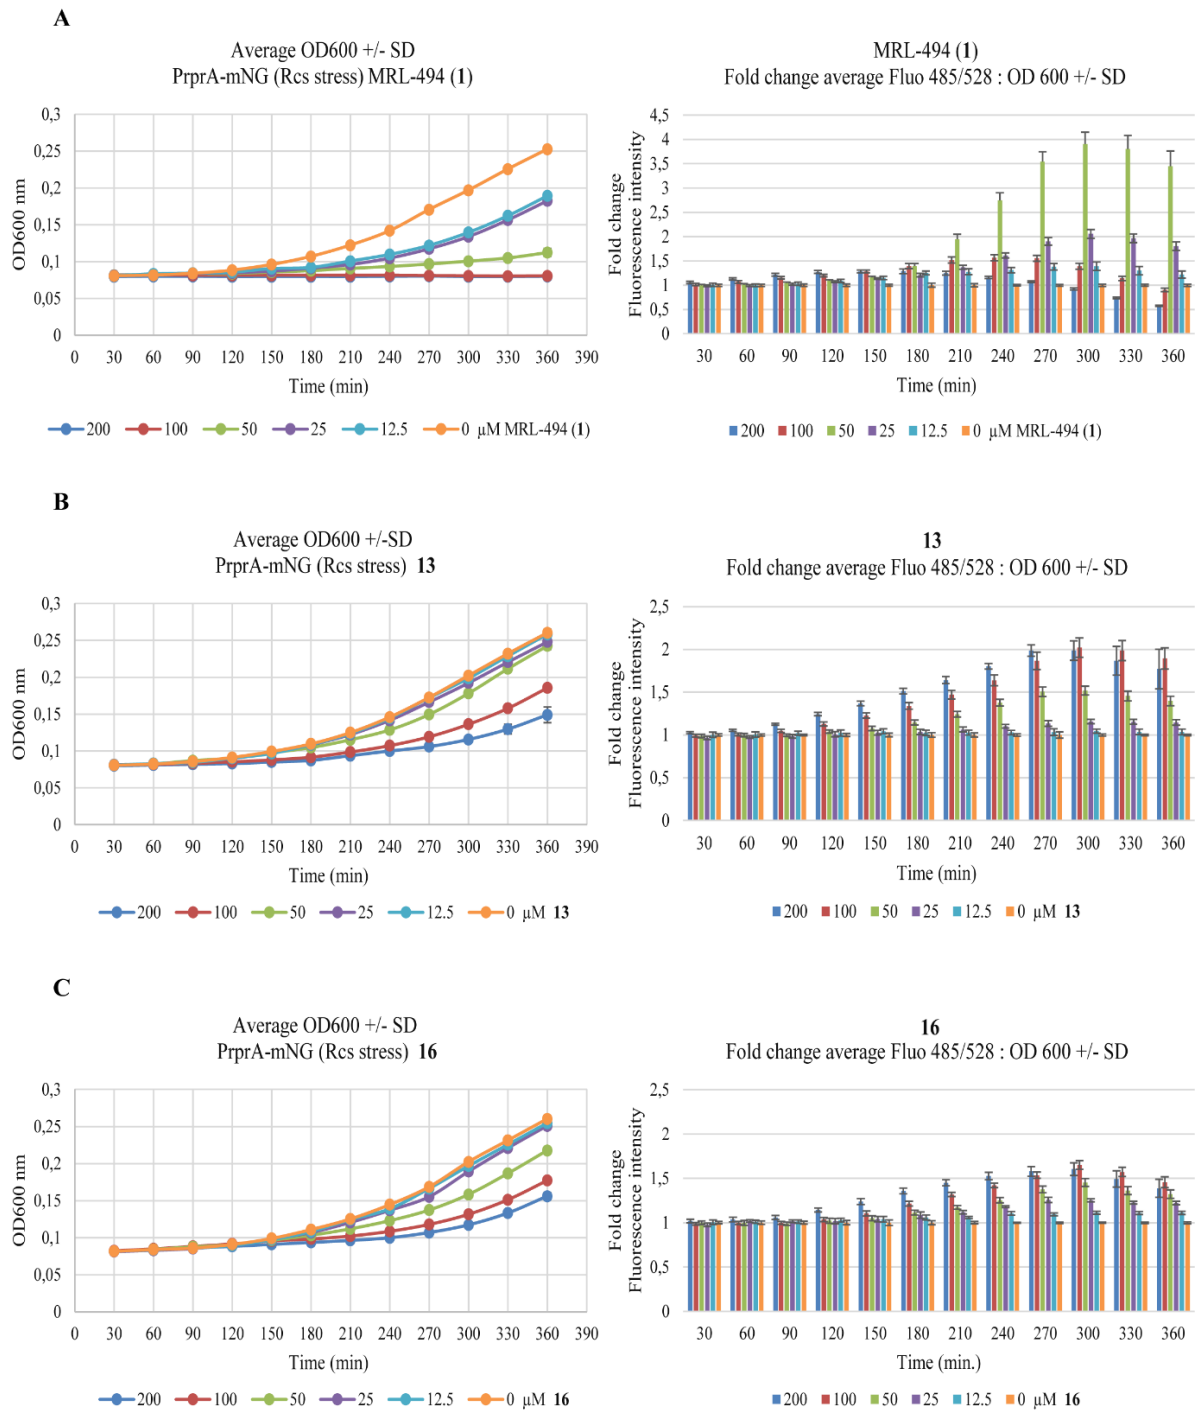 A
Average OD600 +/- SD
PrprA-mNG (Rcs stress) MRL-494 (1)
OD600 nm
0,3
0,25
0,2
0,15
0,1
0,05
0
0 30 60 90 120 150 180 210 240 270 300 330 360 390
Time (min)
200 100 50 25 12.5 0 µM MRL-494 (1)
MRL-494 (1)
Fold change average Fluo 485/528 : OD 600 +/- SD
Fold change
Fluorescence intensity
4,5
4
3,5
3
2,5
2
1,5
1
0,5
0
30 60 90 120 150 180 210 240 270 300 330 360
Time (min)
200 100 50 25 12.5 0 µM MRL-494 (1)
B
Average OD600 +/-SD
PrprA-mNG (Rcs stress) 13
OD600 nm
0,3
0,25
0,2
0,15
0,1
0,05
0
0 30 60 90 120 150 180 210 240 270 300 330 360 390
Time (min)
200 100 50 25 12.5 0 µM 13
13
Fold change average Fluo 485/528 : OD 600 +/- SD
Fold change
Fluorescence intensity
2,5
2
1,5
1
0,5
0
30 60 90 120 150 180 210 240 270 300 330 360
Time (min)
200 100 50 25 12.5 0 µM 13
C
Average OD600 +/- SD
PrprA-mNG (Rcs stress) 16
OD600 nm
0,3
0,25
0,2
0,15
0,1
0,05
0
0 30 60 90 120 150 180 210 240 270 300 330 360 390
Time (min)
200 100 50 25 12.5 0 µM 16
16
Fold change average Fluo 485/528 : OD 600 +/- SD
Fold change
Fluorescence intensity
2,5
2
1,5
1
0,5
0
30 60 90 120 150 180 210 240 270 300 330 360
Time (min.)
200 100 50 25 12.5 0 µM 16